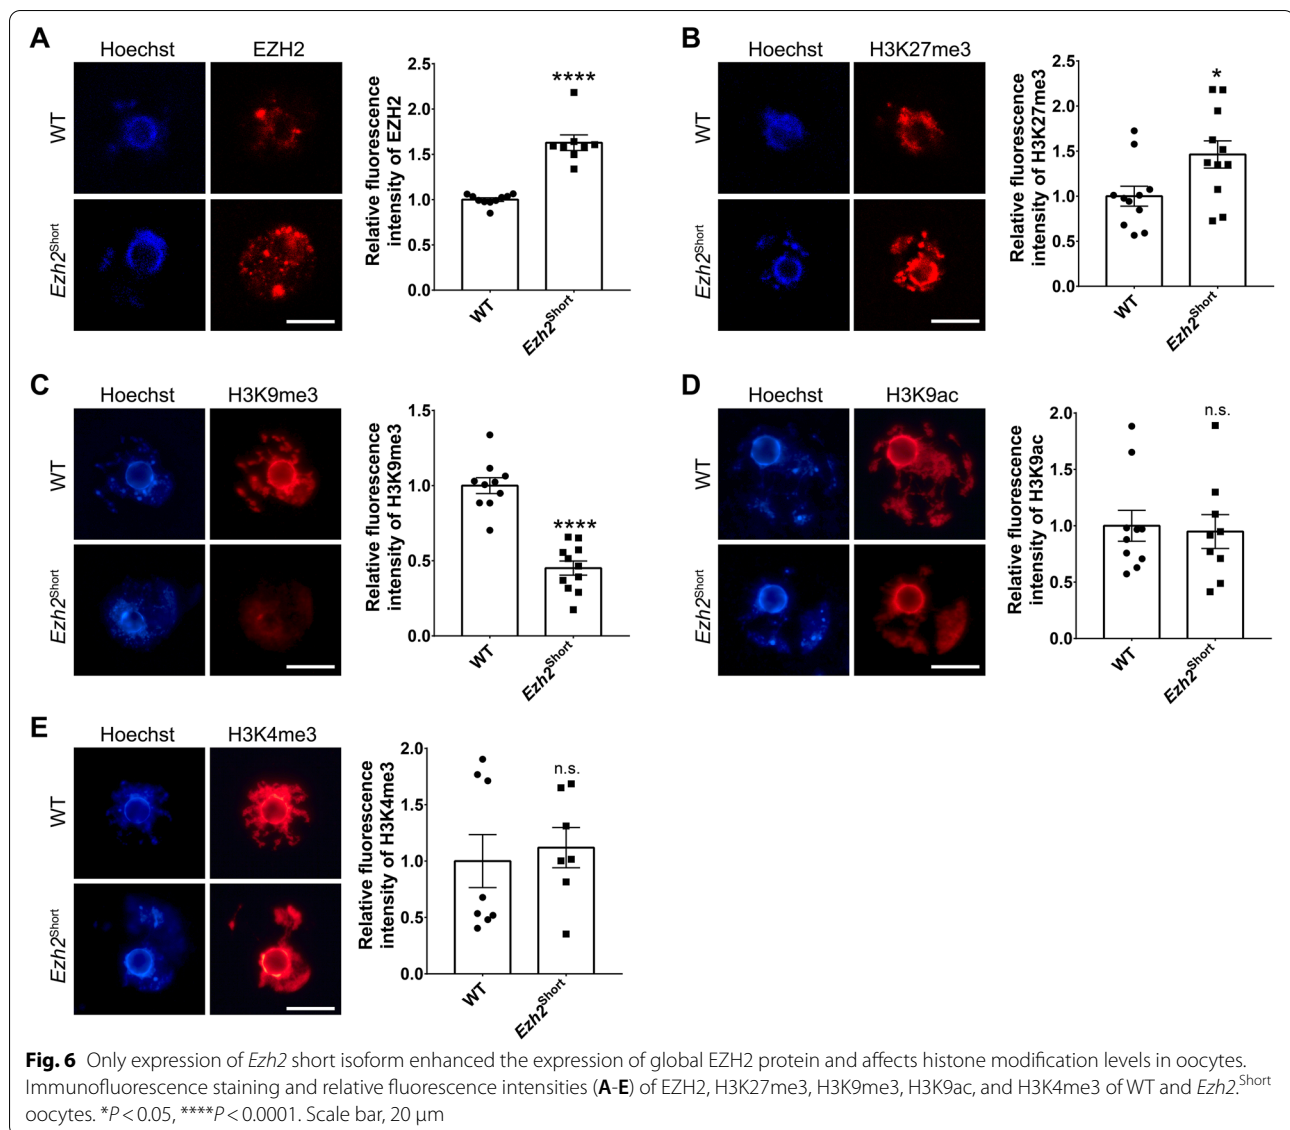 A
Hoechst EZH2
WT
Ezh2Short
Relative fluorescence
intensity of EZH2
2.5
2.0
1.5
1.0
0.5
0.0
****
WT
Ezh2Short
B
Hoechst H3K27me3
WT
Ezh2Short
Relative fluorescence
intensity of H3K27me3
2.5
2.0
1.5
1.0
0.5
0.0
*
WT
Ezh2Short
C
Hoechst H3K9me3
WT
Ezh2Short
Relative fluorescence
intensity of H3K9me3
1.5
1.0
0.5
0.0
****
WT
Ezh2Short
D
Hoechst H3K9ac
WT
Ezh2Short
Relative fluorescence
intensity of H3K9ac
2.0
1.5
1.0
0.5
0.0
n.s.
WT
Ezh2Short
E
Hoechst H3K4me3
WT
Ezh2Short
Relative fluorescence
intensity of H3K4me3
2.0
1.5
1.0
0.5
0.0
n.s.
WT
Ezh2Short
Fig. 6 Only expression of Ezh2 short isoform enhanced the expression of global EZH2 protein and affects histone modification levels in oocytes.
Immunofluorescence staining and relative fluorescence intensities (A-E) of EZH2, H3K27me3, H3K9me3, H3K9ac, and H3K4me3 of WT and Ezh2.Short
oocytes. *P < 0.05, ****P < 0.0001. Scale bar, 20 μm